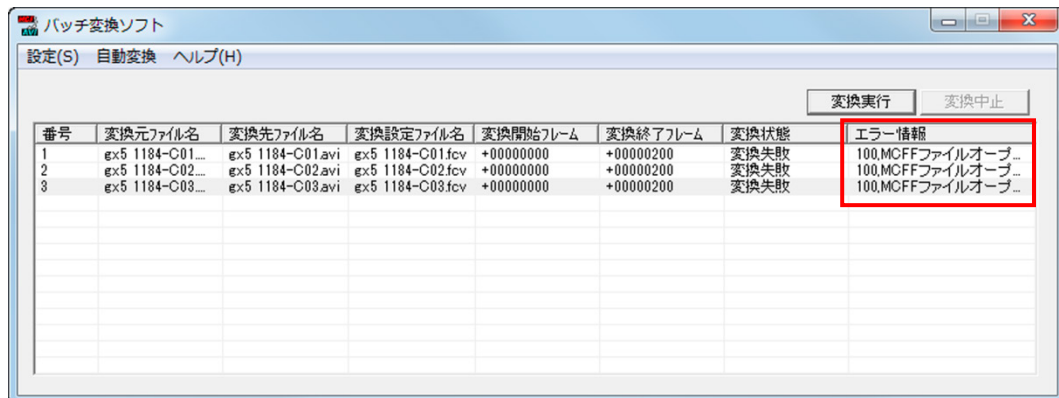 バッチ変換ソフト
設定(S) 自動変換 ヘルプ(H)
変換実行 変換中止
番号 変換元ファイル名 変換先ファイル名 変換設定ファイル名 変換開始フレーム 変換終了フレーム 変換状態 エラー情報
1 gx5 1184-C01.... gx5 1184-C01.avi gx5 1184-C01.fcv +00000000 +00000200 変換失敗 100,MCFFファイルオープ...
2 gx5 1184-C02.... gx5 1184-C02.avi gx5 1184-C02.fcv +00000000 +00000200 変換失敗 100,MCFFファイルオープ...
3 gx5 1184-C03.... gx5 1184-C03.avi gx5 1184-C03.fcv +00000000 +00000200 変換失敗 100,MCFFファイルオープ...